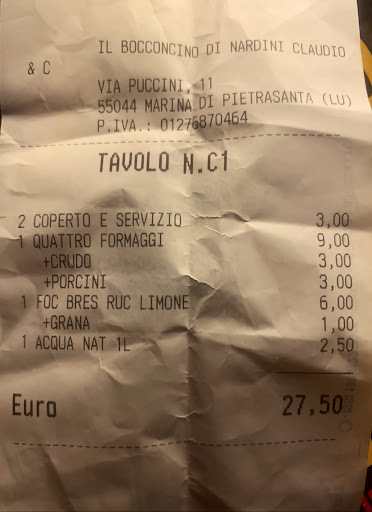 IL BOCCONCINO DI NARDINI CLAUDIO
& C
VIA PUCCINI, 11
55044 MARINA DI PIETRASANTA (LU)
P.IVA.: 01276870464
TAVOLO N.C1
2 COPERTO E SERVIZIO 3,00
1 QUATTRO FORMAGGI 9,00
+CRUDO 3,00
+PORCINI 3,00
1 FOC BRES RUC LIMONE 6,00
+GRANA 1,00
1 ACQUA NAT 1L 2,50
Euro 27,50